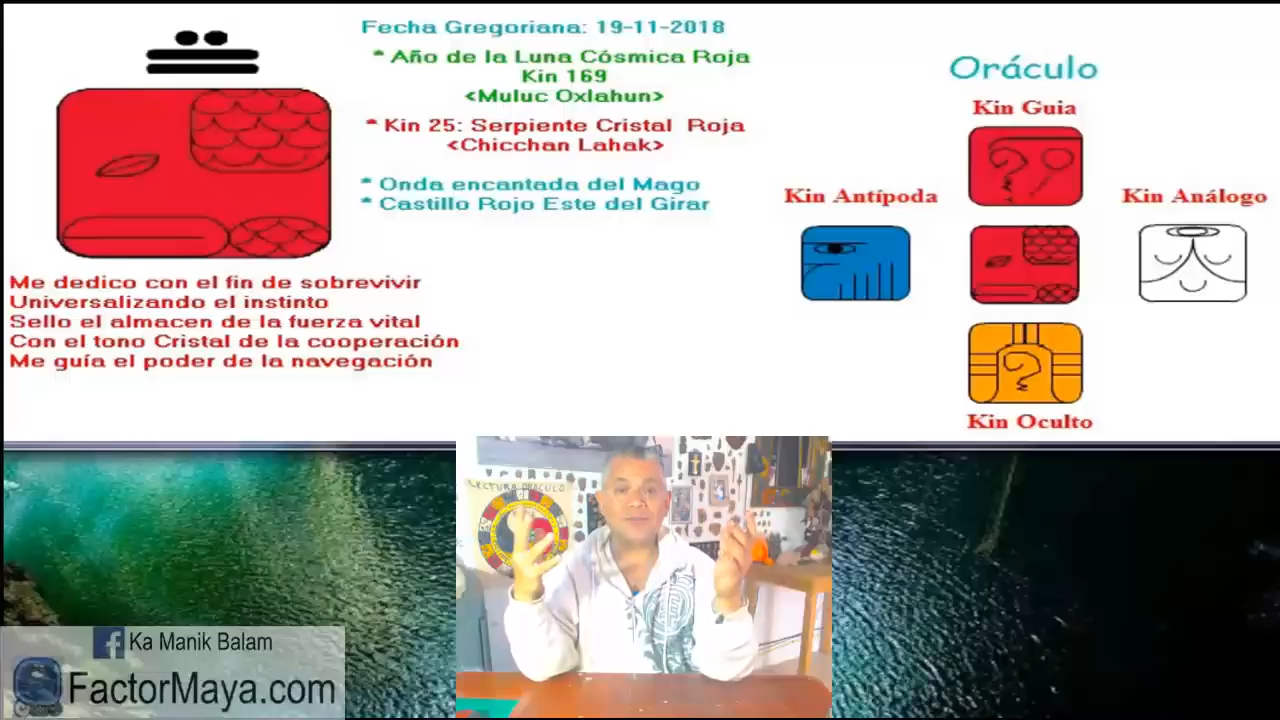 Fecha Gregoriana: 19-11-2018
* Año de la Luna Cósmica Roja
Kin 169
<Muluc Oxlahun>
* Kin 25: Serpiente Cristal Roja
<Chicchan Lahak>
* Onda encantada del Mago
* Castillo Rojo Este del Girar
Me dedico con el fin de sobrevivir
Universalizando el instinto
Sello el almacen de la fuerza vital
Con el tono Cristal de la cooperación
Me guía el poder de la navegación
Oráculo
Kin Guia
Kin Antípoda
Kin Análogo
Kin Oculto
LECTURA ORACULO
f Ka Manik Balam
FactorMaya.com